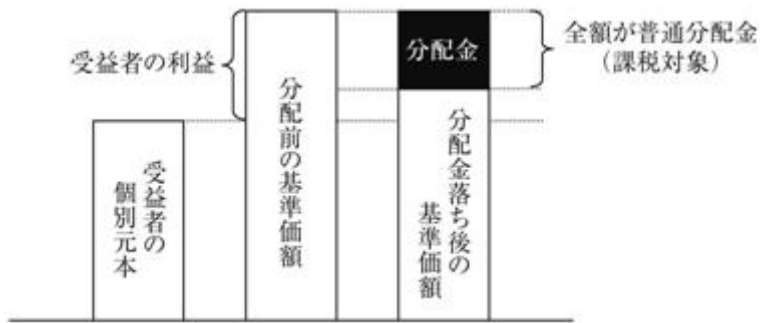 受益者の利益
分配金
全額が普通分配金
（課税対象）
受益者の
個別元本
分配前の基準価額
分配金落ち後の
基準価額